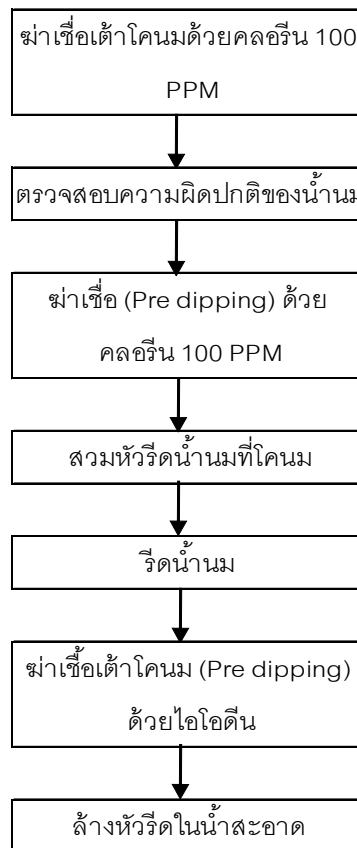 ฆ่าเชื่อเต้าโคนมด้วยคลอรีน 100
PPM
ตรวจสอบความผิดปกติของน้ำนม
ฆ่าเชื่อ (Pre dipping) ด้วย
คลอรีน 100 PPM
สวมหัวรีดน้ำนมที่โคนม
รีดน้ำนม
ฆ่าเชื้อเต้าโคนม (Pre dipping)
ด้วยไอโอดีน
ล้างหัวรีดในน้ำสะอาด